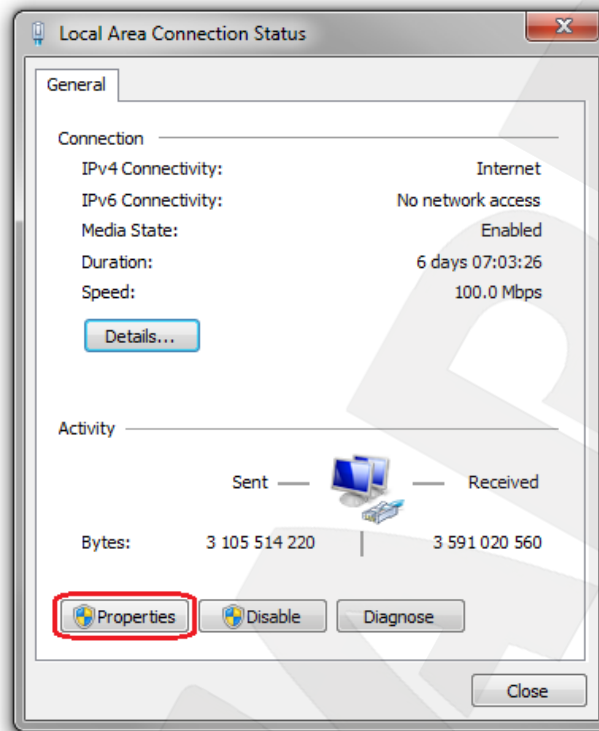 Local Area Connection Status
General
Connection
IPv4 Connectivity: Internet
IPv6 Connectivity: No network access
Media State: Enabled
Duration: 6 days 07:03:26
Speed: 100.0 Mbps
Details...
Activity
Sent Received
Bytes: 3 105 514 220 3 591 020 560
Properties Disable Diagnose
Close